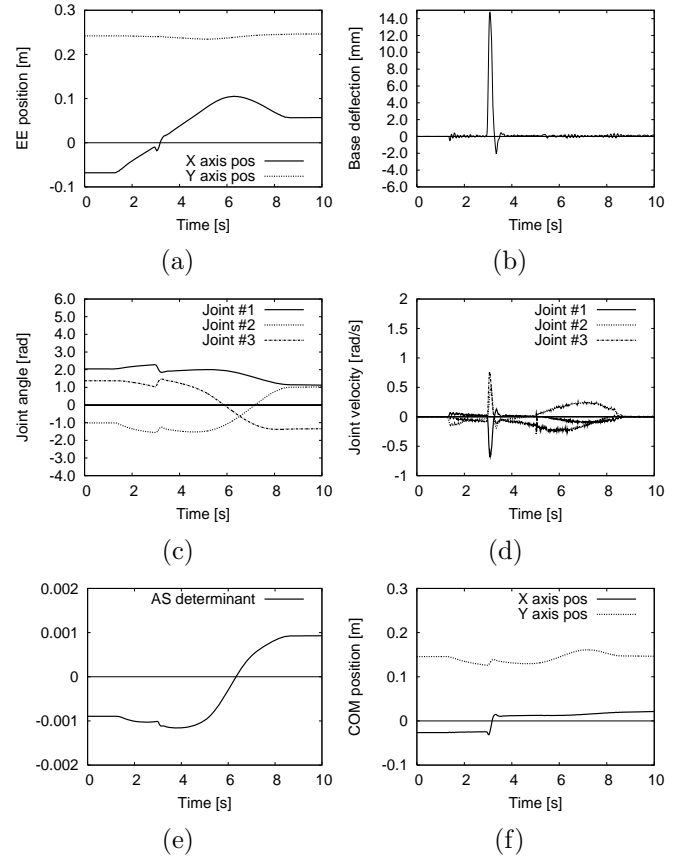 EE position [m]
0.3
0.2
0.1
0
-0.1
X axis pos
Y axis pos
0 2 4 6 8 10
Time [s]
(a)
Base deflection [mm]
14.0
12.0
10.0
8.0
6.0
4.0
2.0
0
-2.0
-4.0
-6.0
0 2 4 6 8 10
Time [s]
(b)
Joint angle [rad]
6.0
5.0
4.0
3.0
2.0
1.0
0
-1.0
-2.0
-3.0
-4.0
Joint #1
Joint #2
Joint #3
0 2 4 6 8 10
Time [s]
(c)
Joint velocity [rad/s]
2
1.5
1
0.5
0
-0.5
-1
Joint #1
Joint #2
Joint #3
0 2 4 6 8 10
Time [s]
(d)
0.002
0.001
0
-0.001
-0.002
AS determinant
0 2 4 6 8 10
Time [s]
(e)
COM position [m]
0.3
0.2
0.1
0
-0.1
X axis pos
Y axis pos
0 2 4 6 8 10
Time [s]
(f)